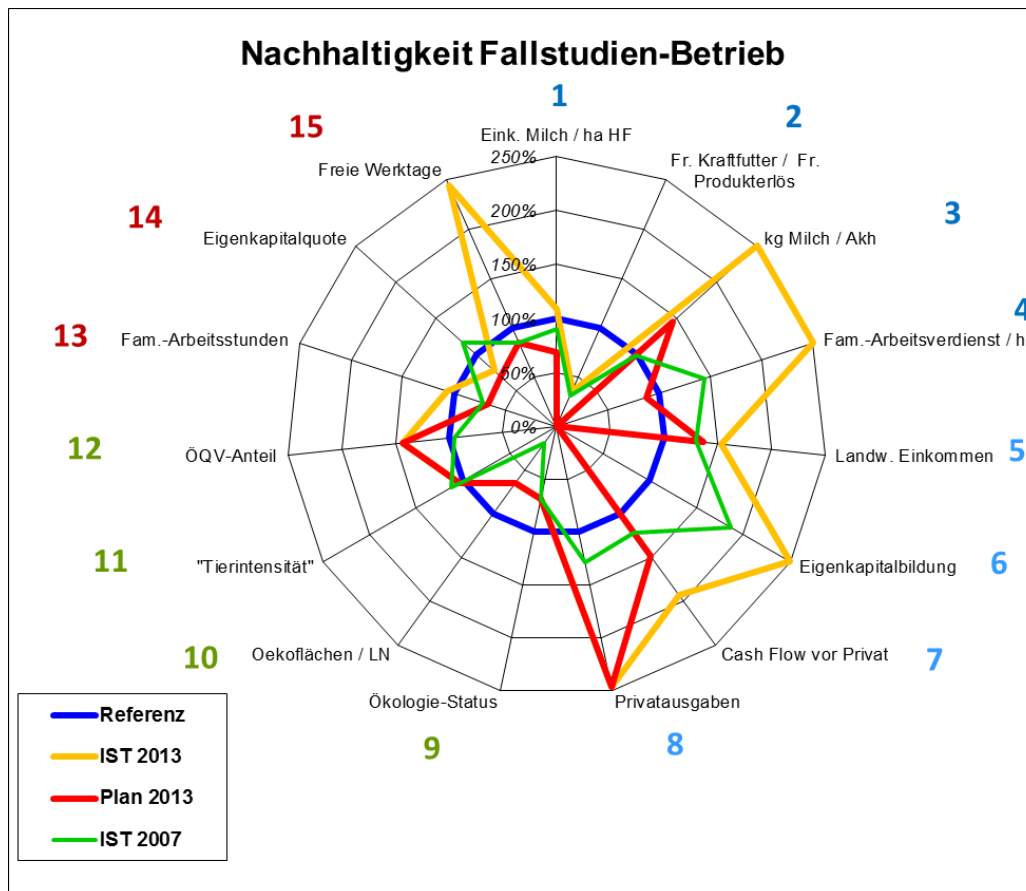 Nachhaltigkeit Fallstudien-Betrieb
1
Eink. Milch / ha HF
2
Fr. Kraftfutter / Fr.
Produkterlös
3
kg Milch / Akh
4
Fam.-Arbeitsverdienst / h
5
Landw. Einkommen
6
Eigenkapitalbildung
7
Cash Flow vor Privat
8
Privatausgaben
9
Ökologie-Status
10
Oekoflächen / LN
11
"Tierintensität"
12
ÖQV-Anteil
13
Fam.-Arbeitsstunden
14
Eigenkapitalquote
15
Freie Werktage
250%
200%
150%
100%
50%
0%
Referenz
IST 2013
Plan 2013
IST 2007